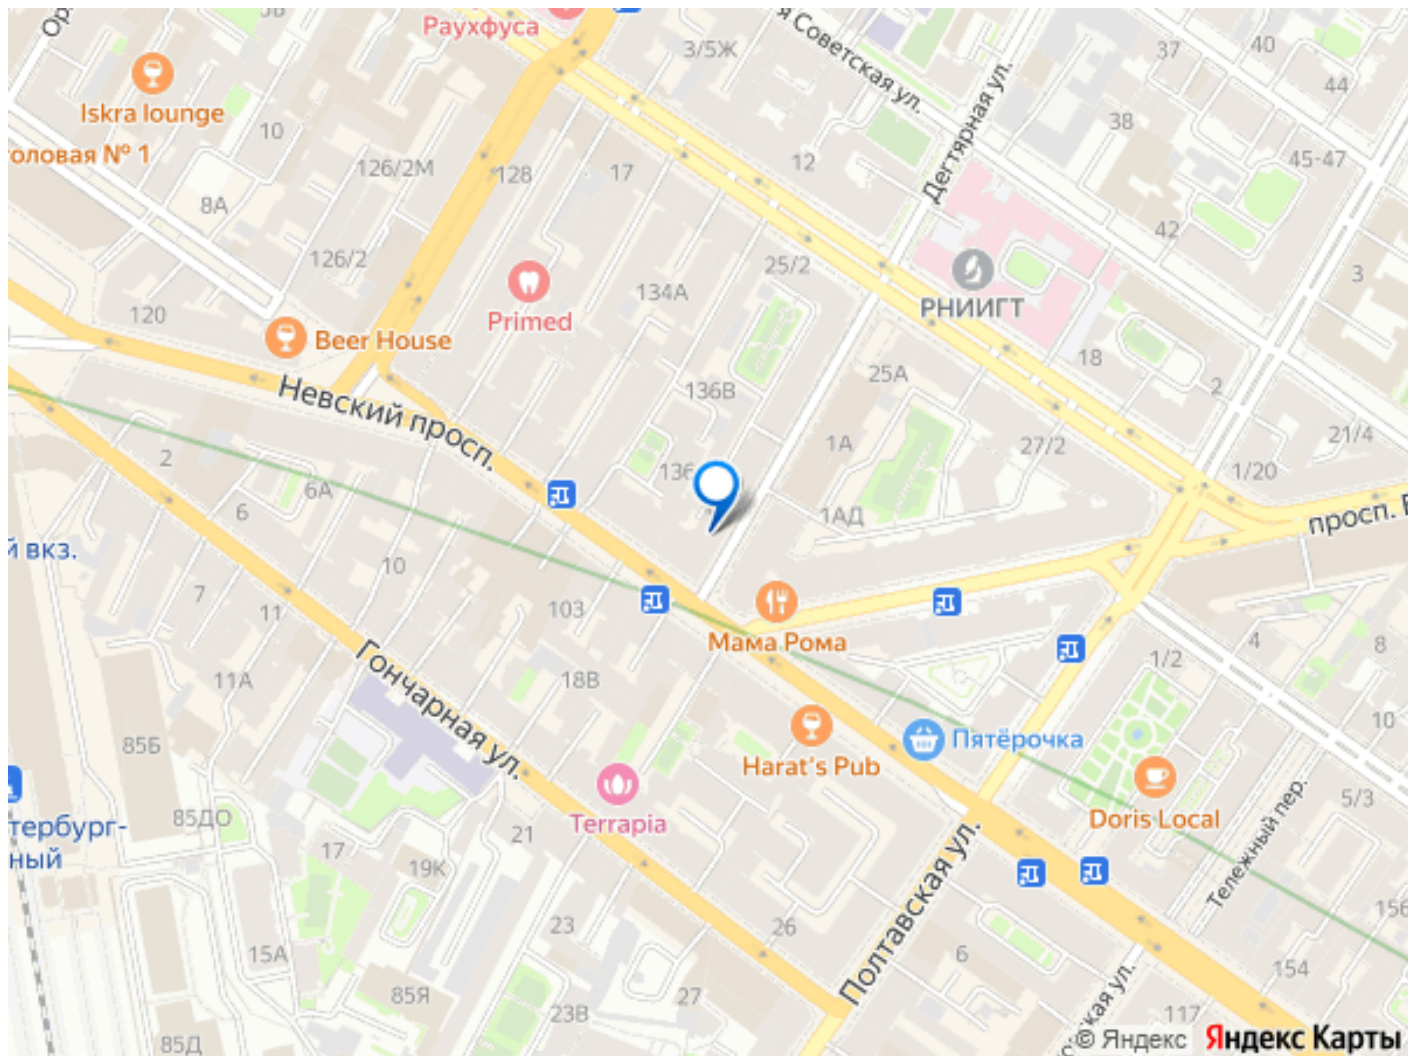 Раухфуса
3/5Ж
я Советская ул.
37
40
44
Iskra lounge
10
38
45-47
оловая № 1
126/2М
128
17
12
Дегтярная ул.
8А
42
126/2
25/2
3
134А
РНИИГТ
120
Primed
Beer House
18
25А
2
136В
Невский просп.
1А
27/2
21/4
2
136
1/20
6А
6
1АД
просп. Б
й вкз.
10
7
11
103
Мама Рома
4
8
1/2
Гончарная ул.
11А
18В
10
85Б
Пятёрочка
Harat's Pub
5/3
тербург-
ный
85ДО
Terrapia
Doris Local
21
17
19К
Тележный пер.
Полтавская ул.
156
23
26
15А
6
154
85Я
27
23В
117
ская ул.
85Д
© Яндекс Яндекс Карты